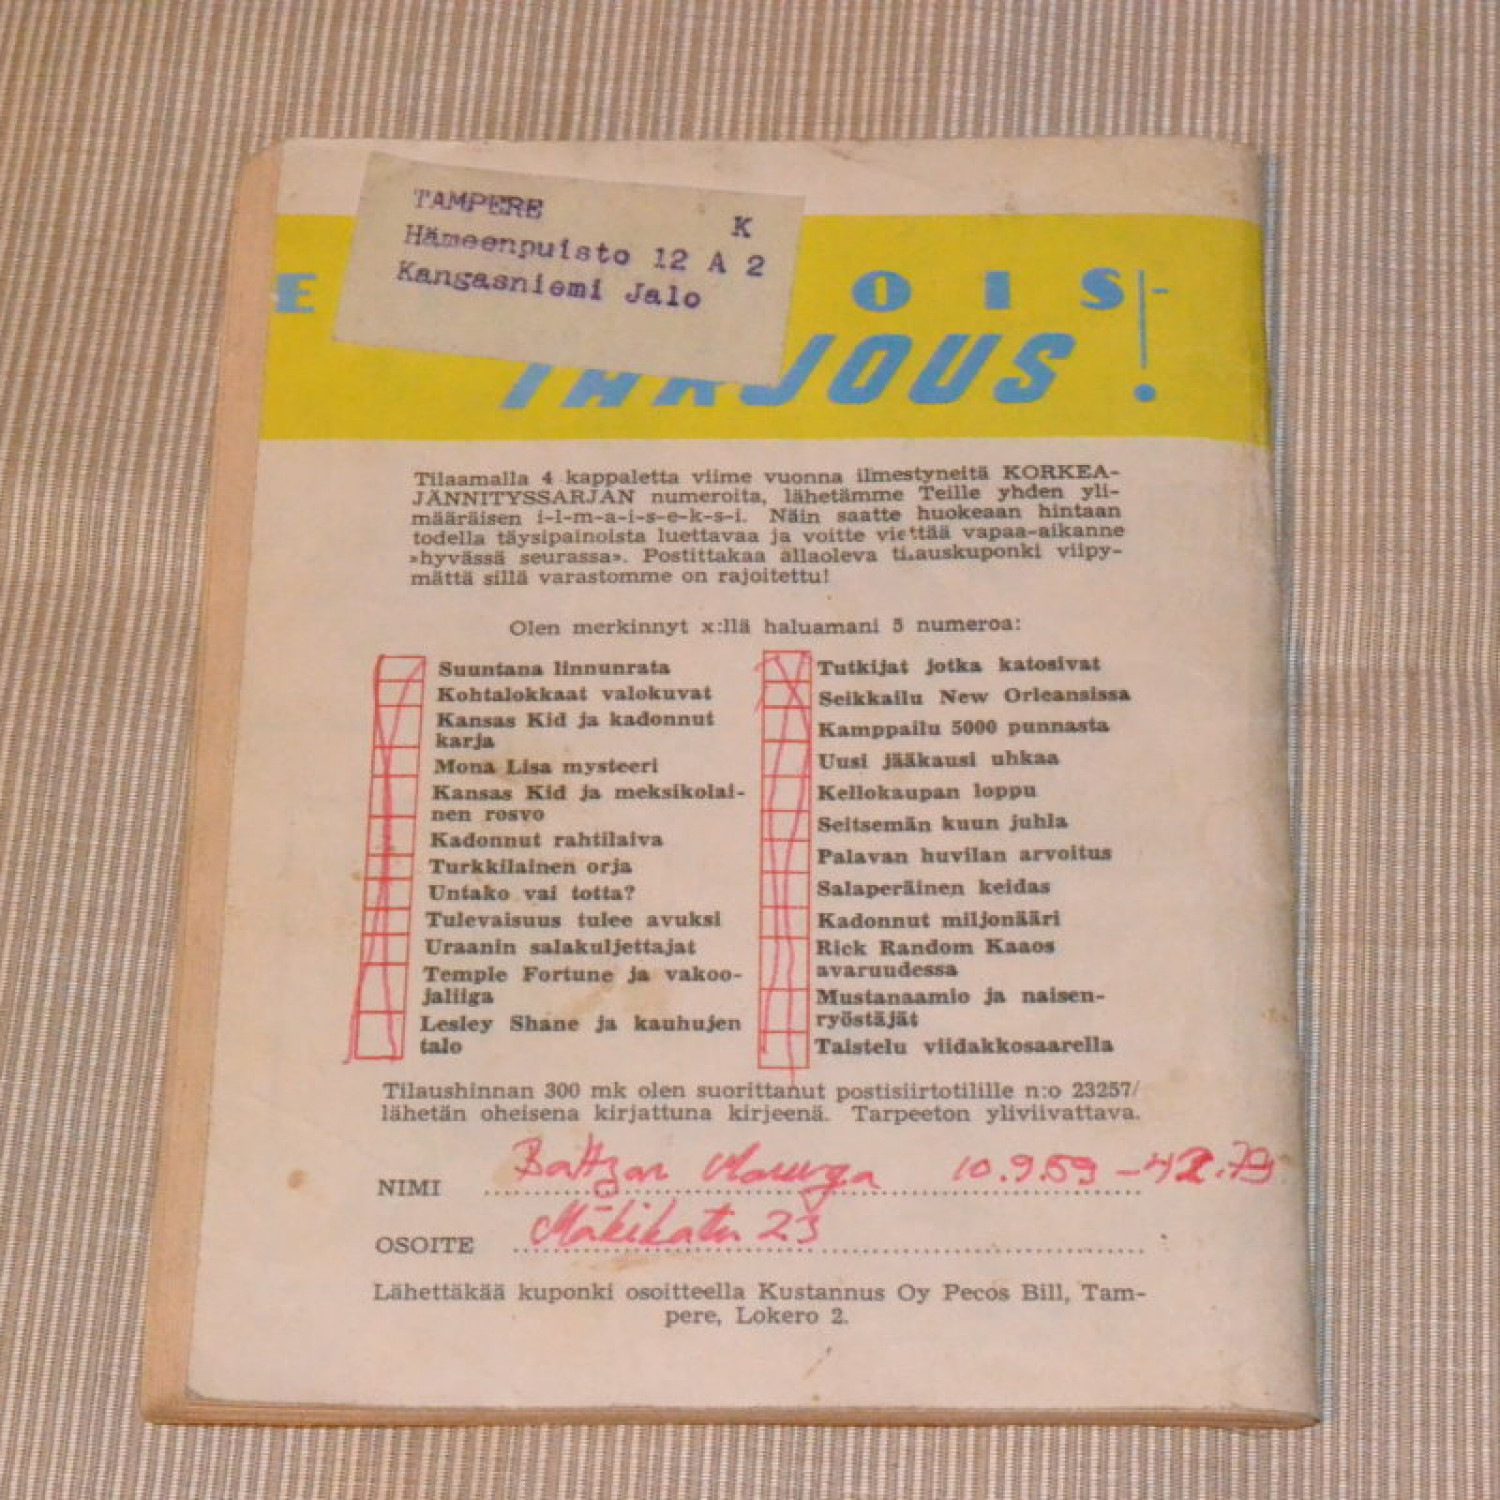 TAMPERE
K
Hämeenpuisto 12 A 2
Kangasniemi Jalo
E OIS-
TARJOUS!
Tilaamalla 4 kappaletta viime vuonna ilmestyneitä KORKEA-
JÄNNITYSSARJAN numeroita, lähetämme Teille yhden yli-
määräisen i-l-m-a-i-s-e-k-s-i. Näin saatte huokeaan hintaan
todella täysipainoista luettavaa ja voitte viettää vapaa-aikanne
»hyvässä seurassa». Postittakaa allaoleva tilauskuponki viipy-
mättä sillä varastomme on rajoitettu!
Olen merkinnyt x:llä haluamani 5 numeroa:
Suuntana linnunrata
Kohtalokkaat valokuvat
Kansas Kid ja kadonnut
karja
Mona Lisa mysteeri
Kansas Kid ja meksikolai-
nen rosvo
Kadonnut rahtilaiva
Turkkilainen orja
Untako vai totta?
Tulevaisuus tulee avuksi
Uraanin salakuljettajat
Temple Fortune ja vakoo-
jaliiga
Lesley Shane ja kauhujen
talo
Tutkijat jotka katosivat
Seikkailu New Orleansissa
Kamppailu 5000 punnasta
Uusi jääkausi uhkaa
Kellokaupan loppu
Seitsemän kuun juhla
Palavan huvilan arvoitus
Salaperäinen keidas
Kadonnut miljonääri
Rick Random Kaaos
avaruudessa
Mustanaamio ja naisen-
ryöstäjät
Taistelu viidakkosaarella
Tilaushinnan 300 mk olen suorittanut postisiirtotilille n:o 23257/
lähetän oheisena kirjattuna kirjeenä. Tarpeeton yliviivattava.
NIMI 10.9.59
OSOITE Mäkikatu 23
Lähettäkää kuponki osoitteella Kustannus Oy Pecos Bill, Tam-
pere, Lokero 2.